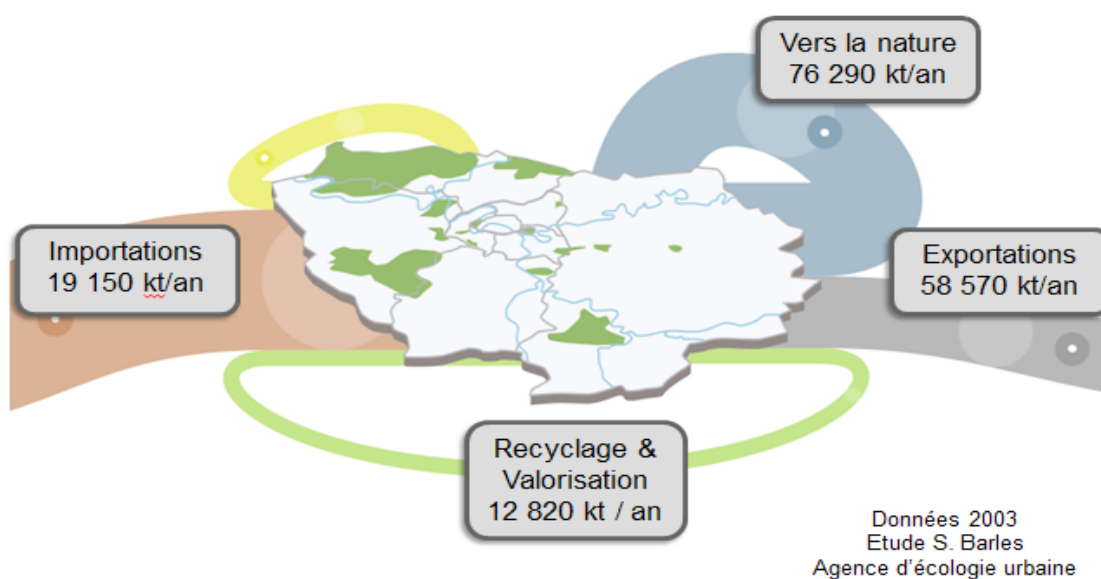 Vers la nature
76 290 kt/an
Importations
19 150 kt/an
Exportations
58 570 kt/an
Recyclage &
Valorisation
12 820 kt / an
Données 2003
Etude S. Barles
Agence d'écologie urbaine